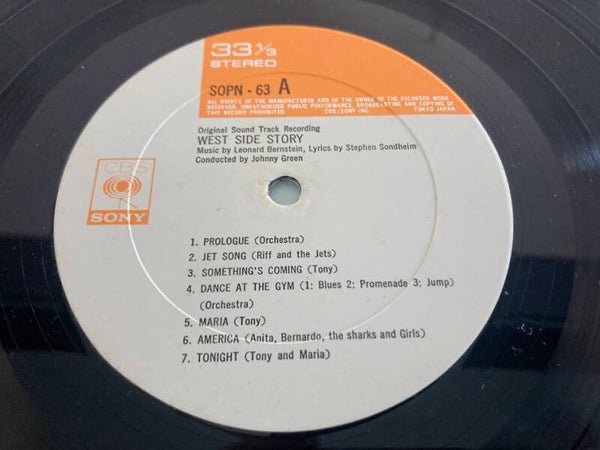 33 1/3
STEREO
SOPN - 63 A
ALL RIGHTS OF THE MANUFACTURER AND OF THE OWNER OF THE RECORDED WORK
RESERVED. UNAUTHORIZED PUBLIC PERFORMANCE, BROADCASTING AND COPYING OF
THIS RECORD PROHIBITED CBS/SONY INC. TOKYO JAPAN
Original Sound Track Recording
WEST SIDE STORY
Music by Leonard Bernstein, Lyrics by Stephan Sondheim
Conducted by Johnny Green
CBS
SONY
1. PROLOGUE (Orchestra)
2. JET SONG (Riff and the Jets)
3. SOMETHING'S COMING (Tony)
4. DANCE AT THE GYM (1: Blues 2: Promenade 3: Jump)
(Orchestra)
5. MARIA (Tony)
6. AMERICA (Anita, Bernardo, the sharks and Girls)
7. TONIGHT (Tony and Maria)